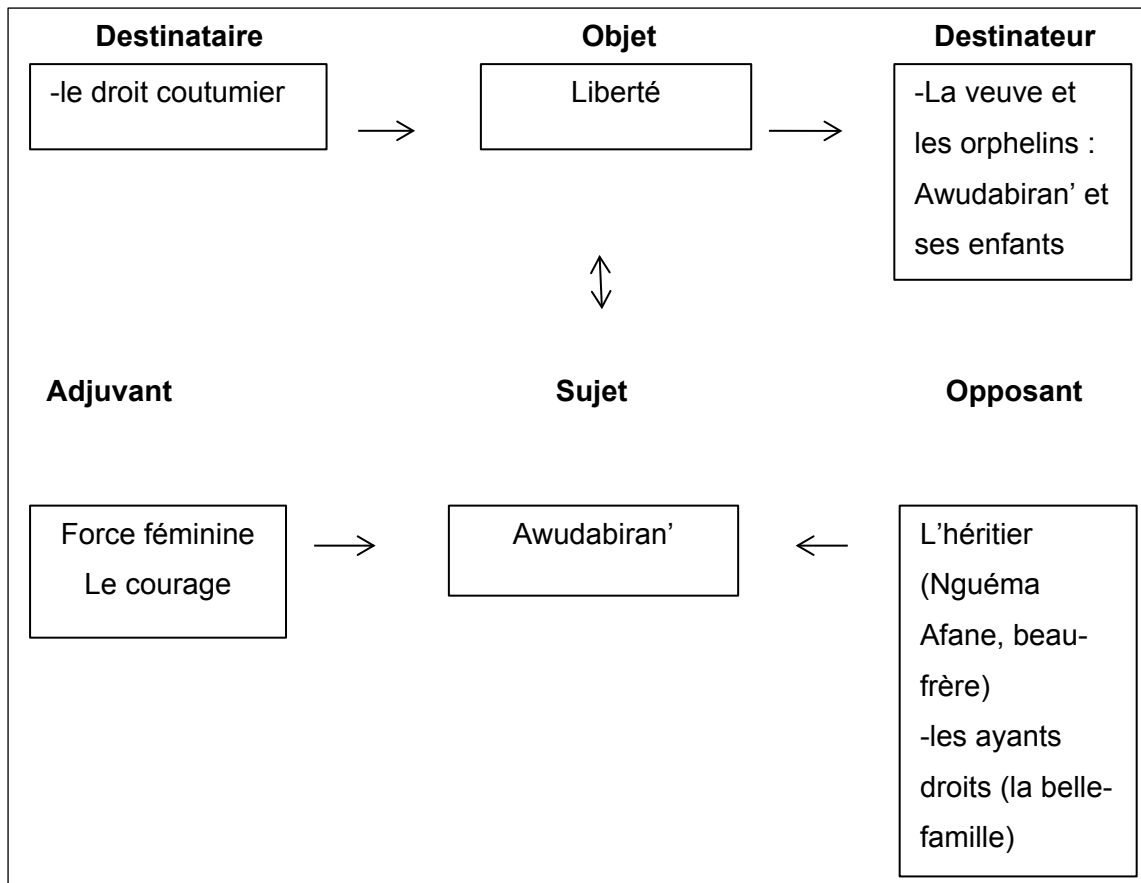 Destinataire
Objet
Destinateur
-le droit coutumier
Liberté
-La veuve et
les orphelins :
Awudabiran’ et
ses enfants
Adjuvant
Sujet
Opposant
Force féminine
Le courage
Awudabiran’
L’héritier
(Nguéma
Afane, beau-
frère)
-les ayants
droits (la belle-
famille)